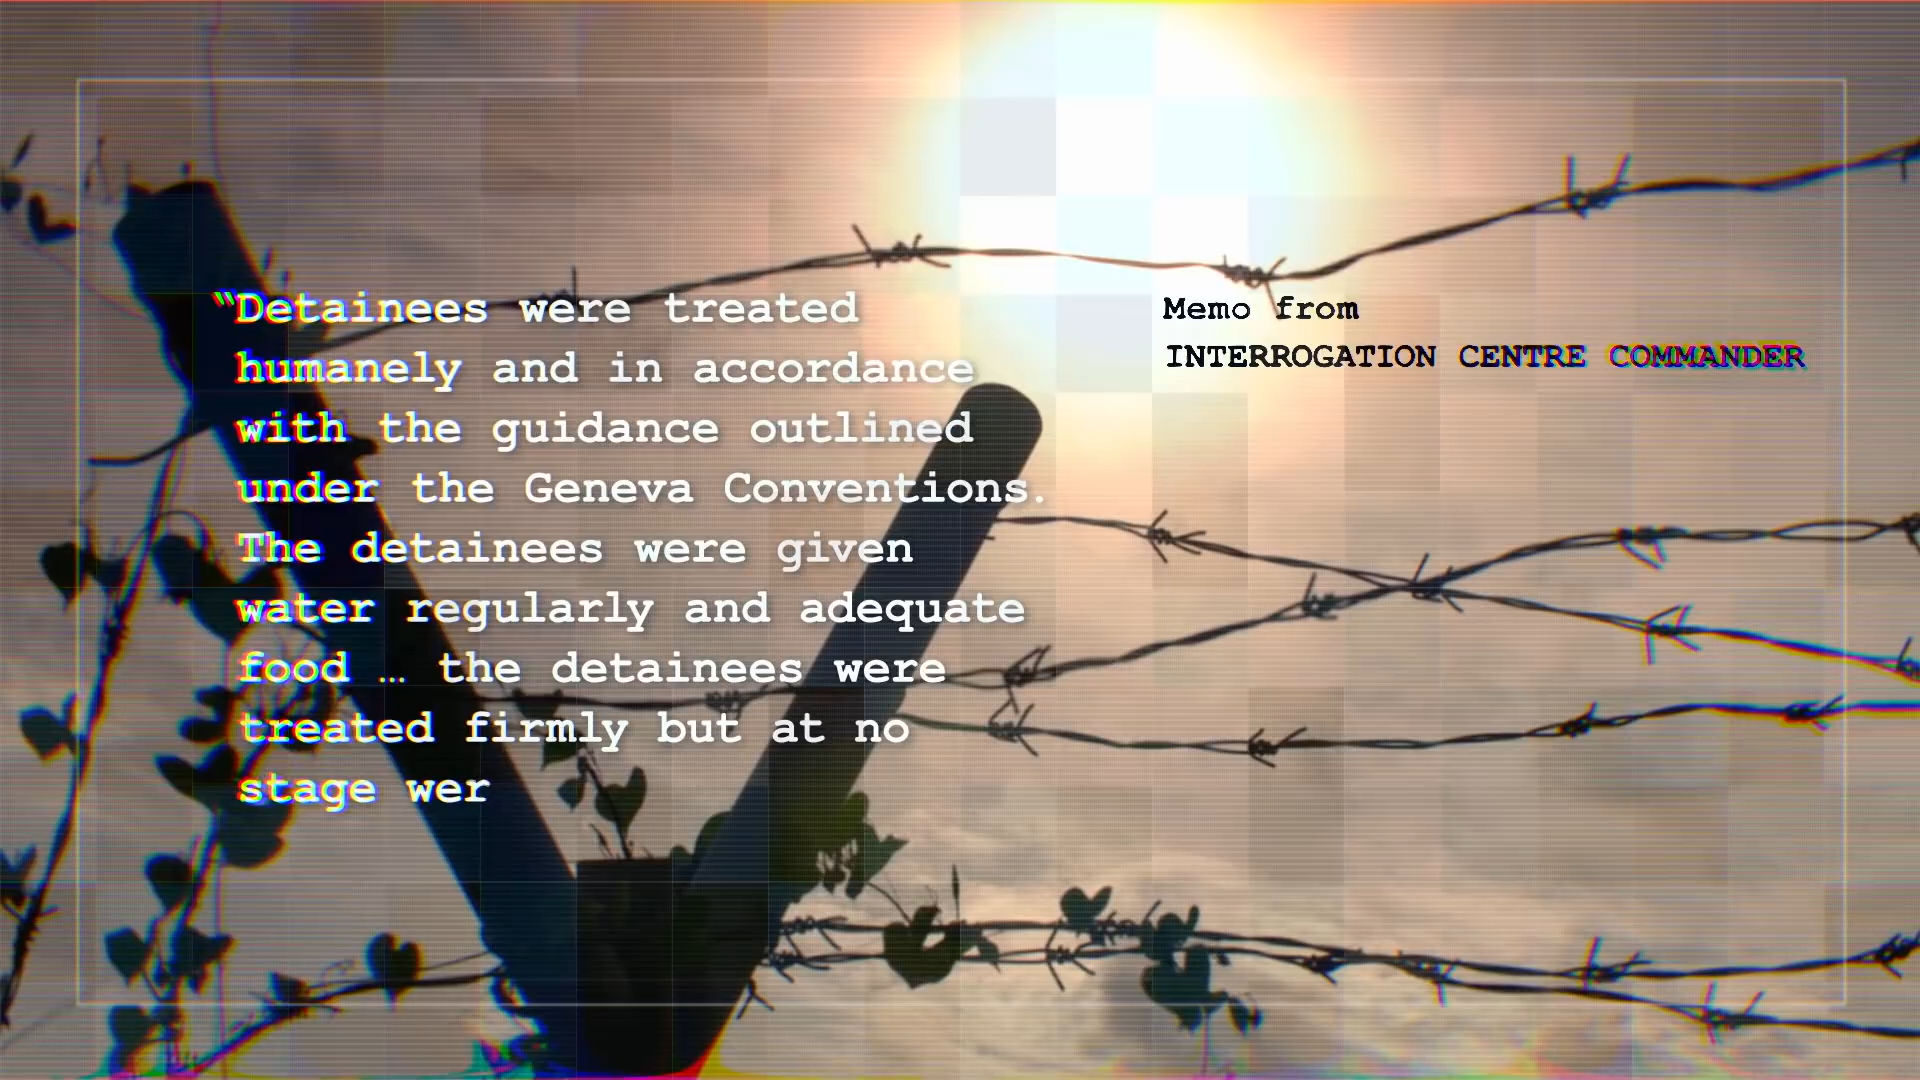 “Detainees were treated
humanely and in accordance
with the guidance outlined
under the Geneva Conventions.
The detainees were given
water regularly and adequate
food … the detainees were
treated firmly but at no
stage wer
Memo from
INTERROGATION CENTRE COMMANDER